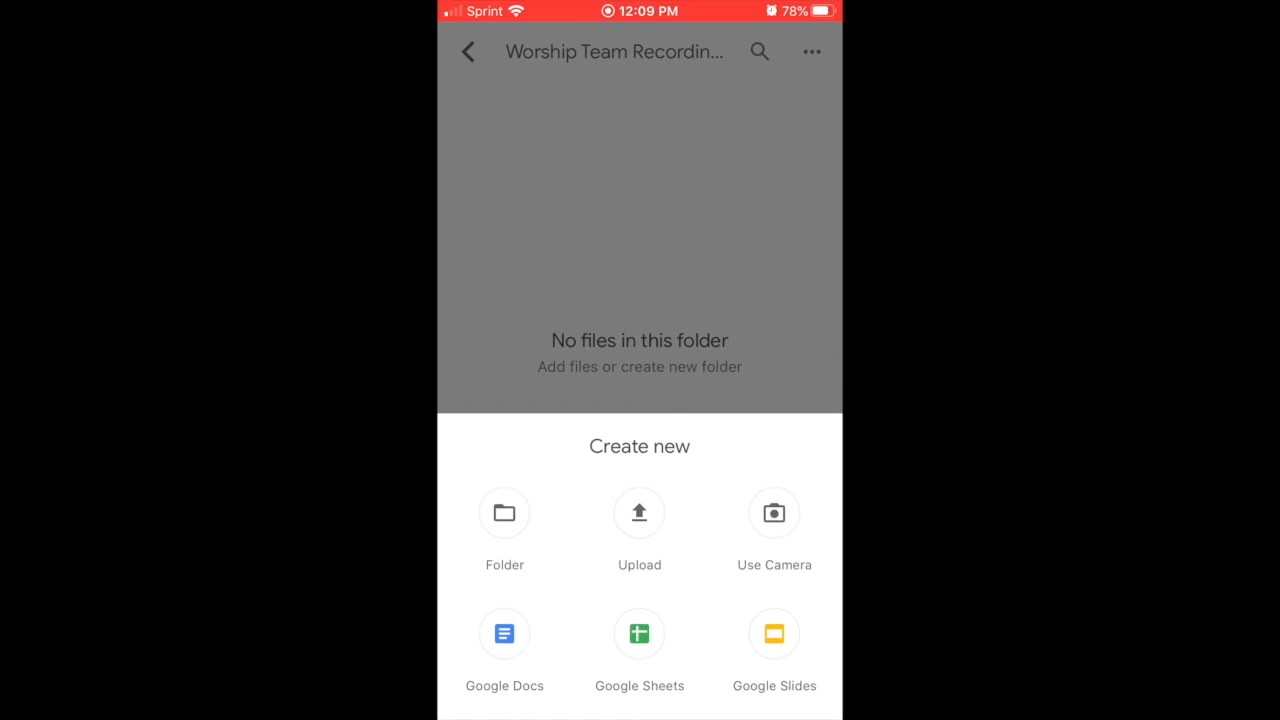 Sprint 12:09 PM 78%
Worship Team Recordin...
No files in this folder
Add files or create new folder
Create new
Folder Upload Use Camera
Google Docs Google Sheets Google Slides